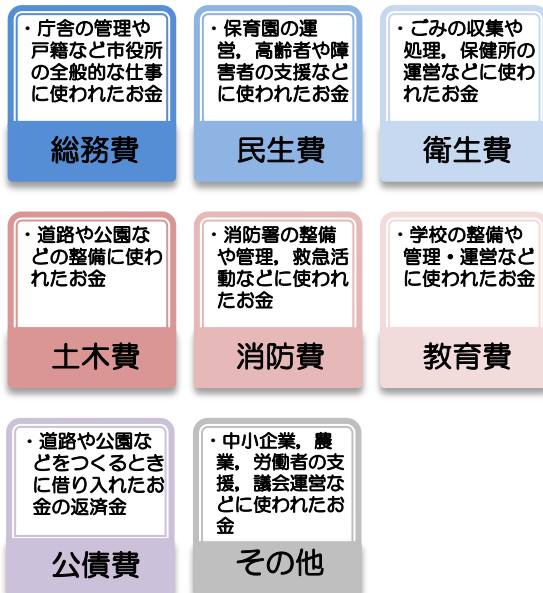 ・庁舎の管理や
戸籍など市役所
の全般的な仕事
に使われたお金
総務費
・保育園の運
営，高齢者や障
害者の支援など
に使われたお金
民生費
・ごみの収集や
処理，保健所の
運営などに使わ
れたお金
衛生費
・道路や公園な
どの整備に使わ
れたお金
土木費
・消防署の整備
や管理，救急活
動などに使われ
たお金
消防費
・学校の整備や
管理・運営など
に使われたお金
教育費
・道路や公園な
どをつくるとき
に借り入れたお
金の返済金
公債費
・中小企業，農
業，労働者の支
援，議会運営な
どに使われたお
金
その他